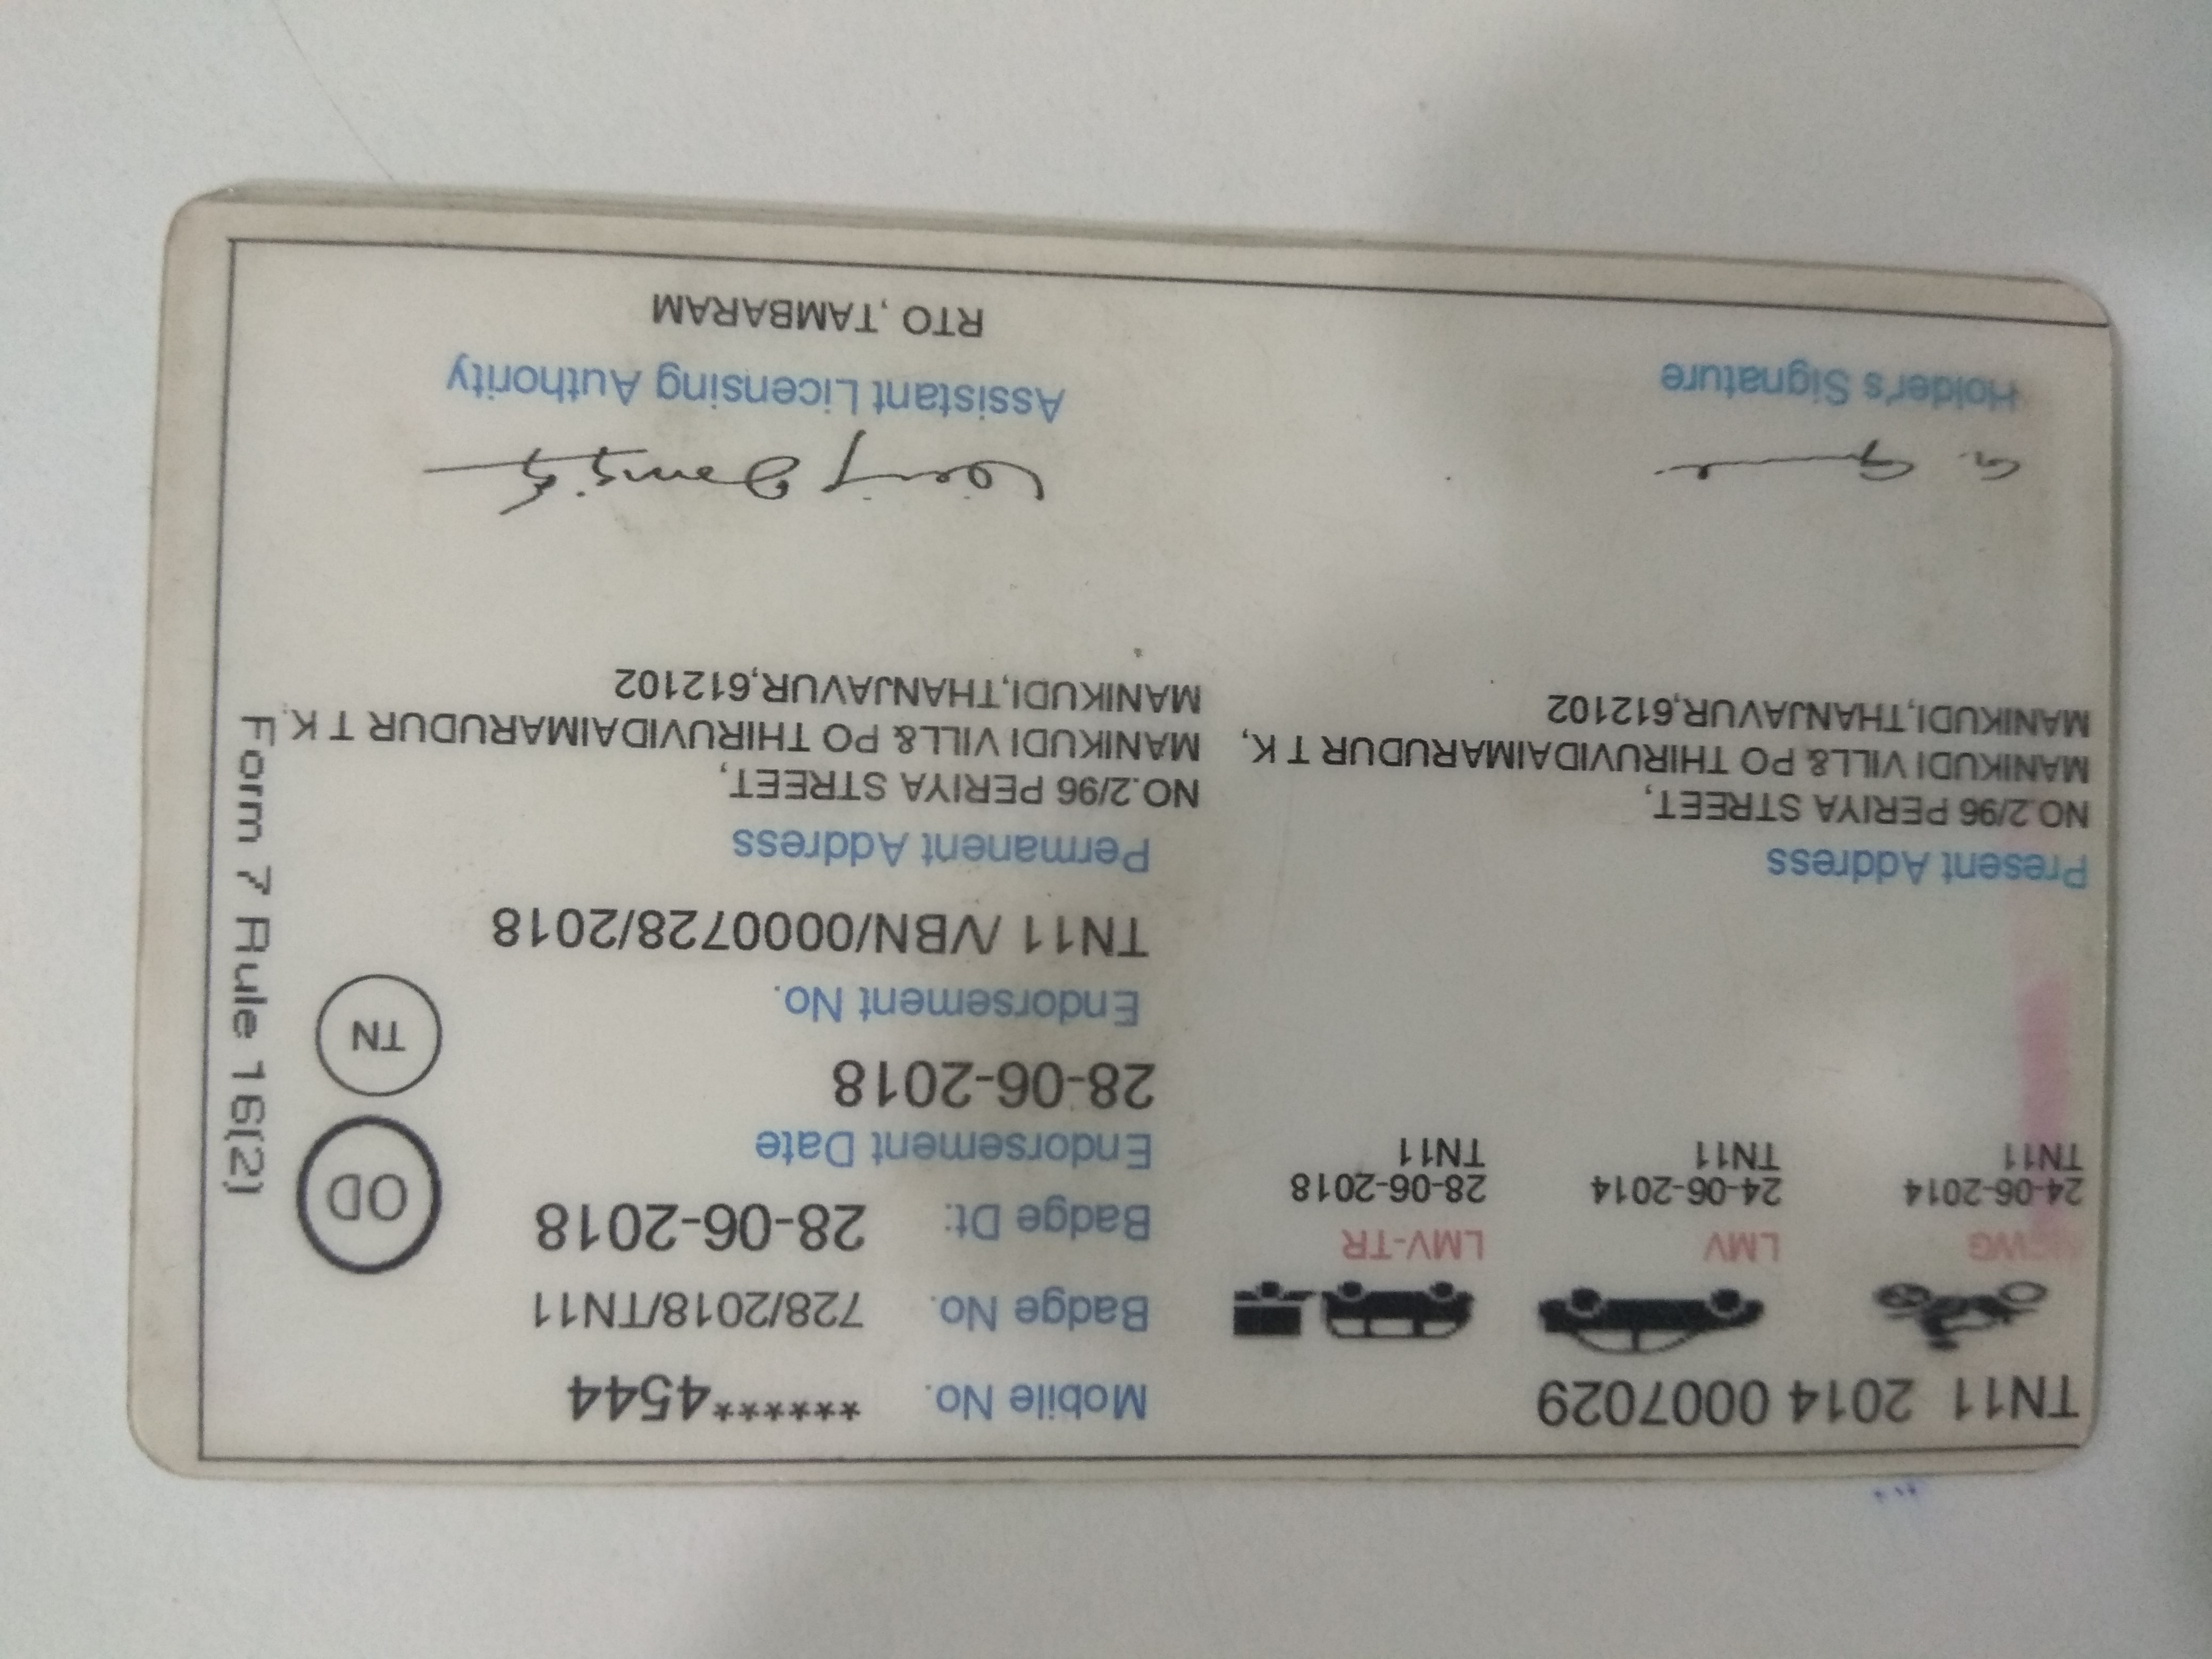 TN11 2014 0007029
MCWG
24-06-2014
TN11
LMV
24-06-2014
TN11
LMV-TR
28-06-2018
TN11
Mobile No. ******4544
Badge No. 728/2018/TN11
Badge Dt: 28-06-2018
Endorsement Date
28-06-2018
Endorsement No.
TN11 /VBN/0000728/2018
OD
TN
Form 7 Rule 16(2)
Present Address
NO.2/96 PERIYA STREET,
MANIKUDI VILL& PO THIRUVIDAIMARUDUR T K,
MANIKUDI,THANJAVUR,612102
Permanent Address
NO.2/96 PERIYA STREET,
MANIKUDI VILL& PO THIRUVIDAIMARUDUR T K,
MANIKUDI,THANJAVUR,612102
Holder's Signature
Assistant Licensing Authority
RTO ,TAMBARAM